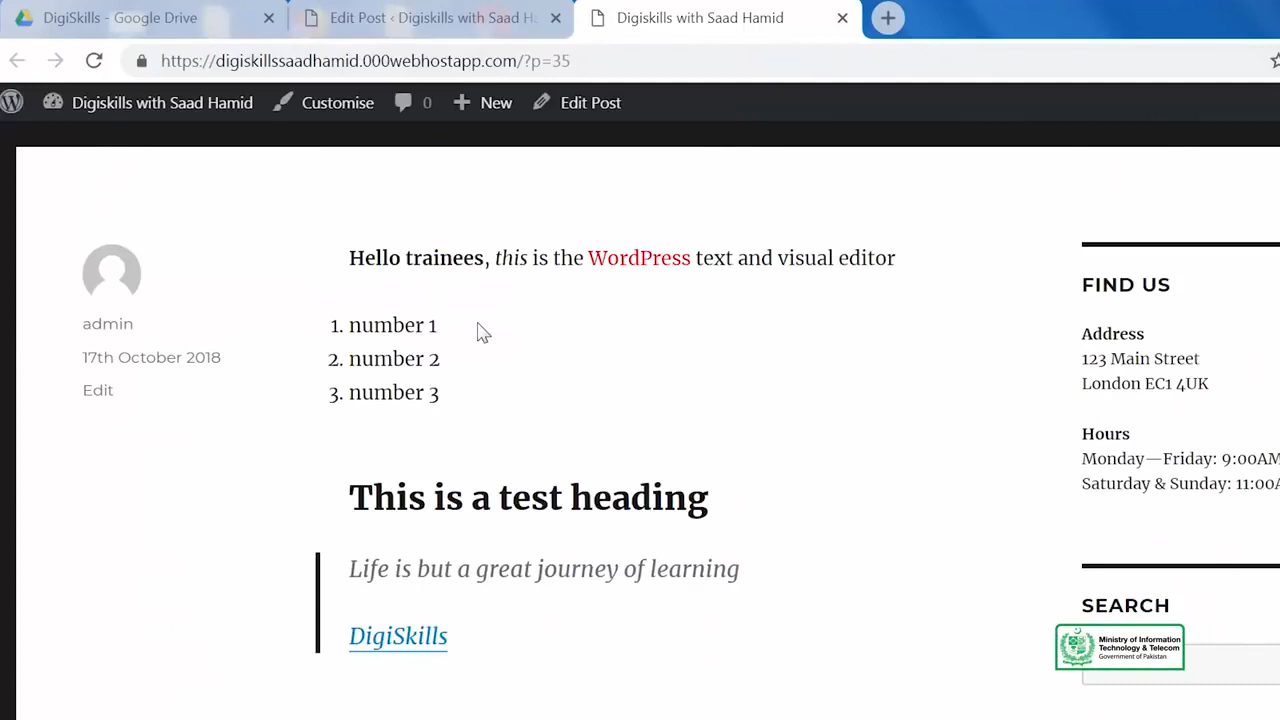 DigiSkills - Google Drive
Edit Post ‹ Digiskills with Saad H
Digiskills with Saad Hamid
https://digiskillssaadhamid.000webhostapp.com/?p=35
Digiskills with Saad Hamid Customise 0 New Edit Post
Hello trainees, this is the WordPress text and visual editor
admin
17th October 2018
Edit
1. number 1
2. number 2
3. number 3
This is a test heading
Life is but a great journey of learning
DigiSkills
FIND US
Address
123 Main Street
London EC1 4UK
Hours
Monday—Friday: 9:00AM
Saturday & Sunday: 11:00A
SEARCH
Ministry of Information
Technology & Telecom
Government of Pakistan